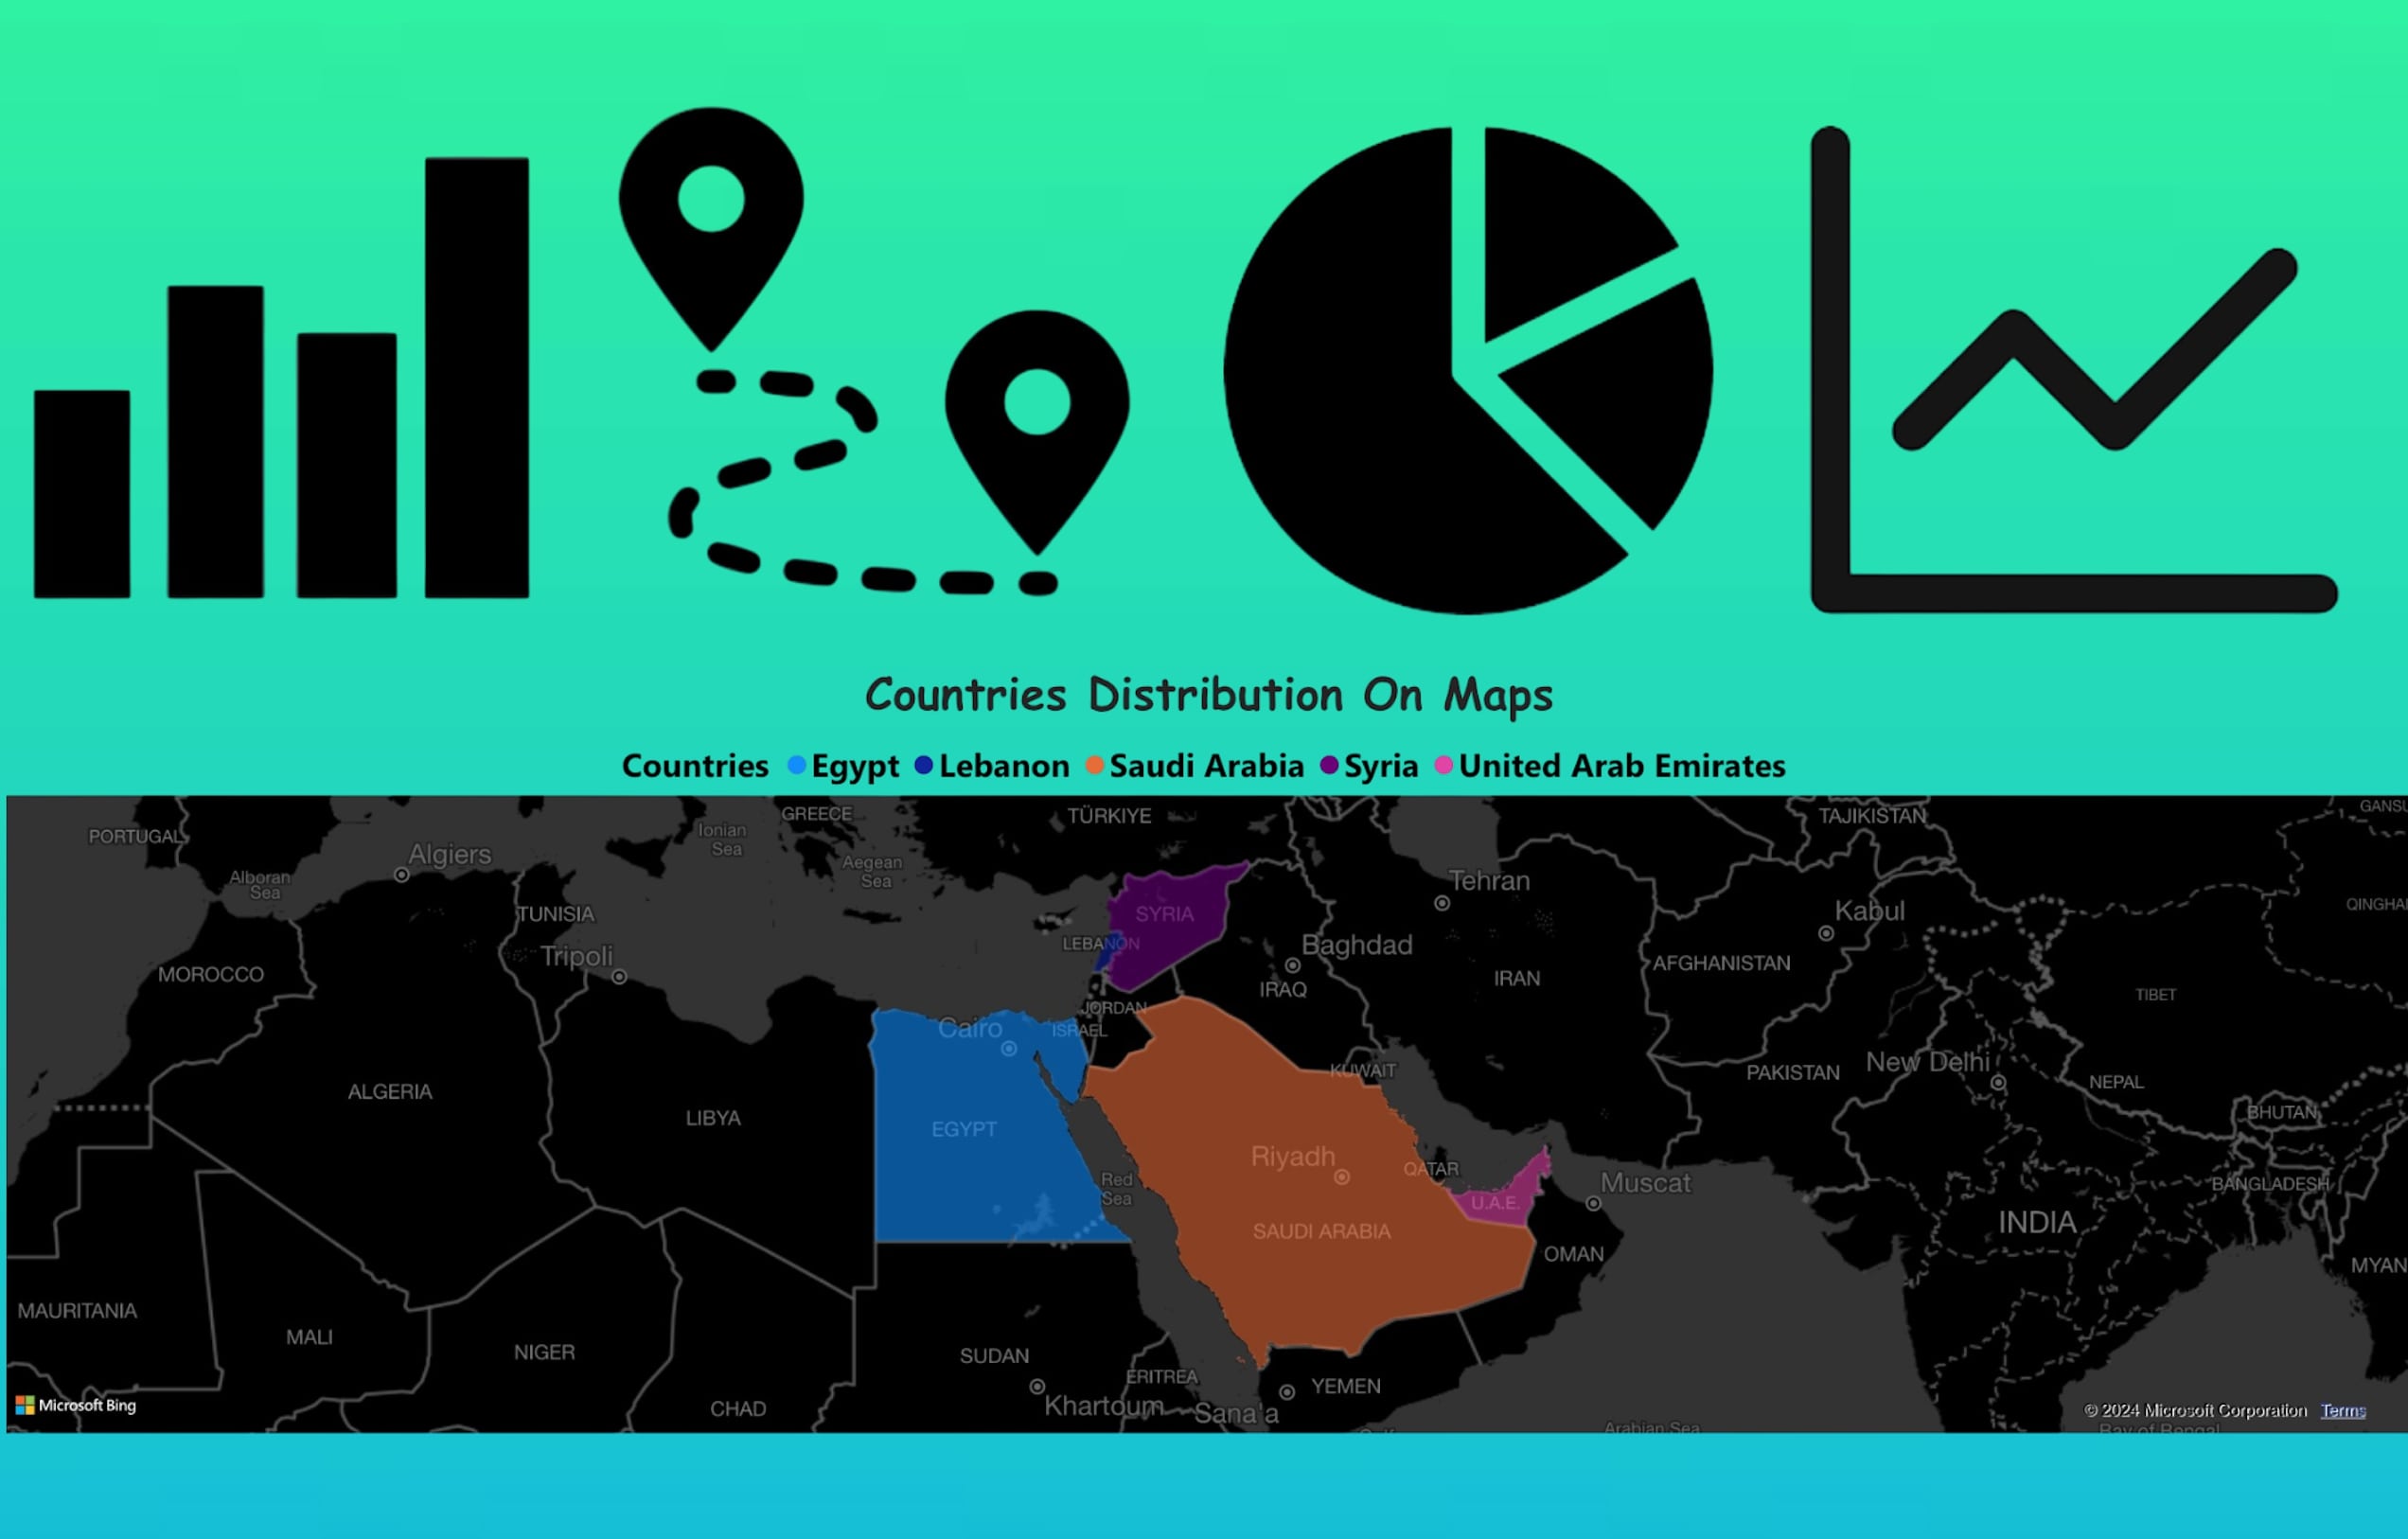 Countries Distribution On Maps
Countries Egypt Lebanon Saudi Arabia Syria United Arab Emirates
PORTUGAL
GREECE
TÜRKIYE
TAJIKISTAN
GANSU
Ionian
Sea
Algiers
Aegean
Sea
Alboran
Sea
Tehran
Kabul
QINGHAI
TUNISIA
SYRIA
Tripoli
LEBANON
Baghdad
MOROCCO
IRAQ
IRAN
AFGHANISTAN
TIBET
JORDAN
Cairo
ISRAEL
KUWAIT
PAKISTAN
New Delhi
NEPAL
ALGERIA
LIBYA
EGYPT
BHUTAN
Riyadh
QATAR
Red
Sea
U.A.E.
Muscat
BANGLADESH
SAUDI ARABIA
INDIA
OMAN
MYAN
MAURITANIA
MALI
NIGER
SUDAN
ERITREA
YEMEN
CHAD
Khartoum
Sana'a
Microsoft Bing
© 2024 Microsoft Corporation Terms
Arabian Sea
Bay of Bengal